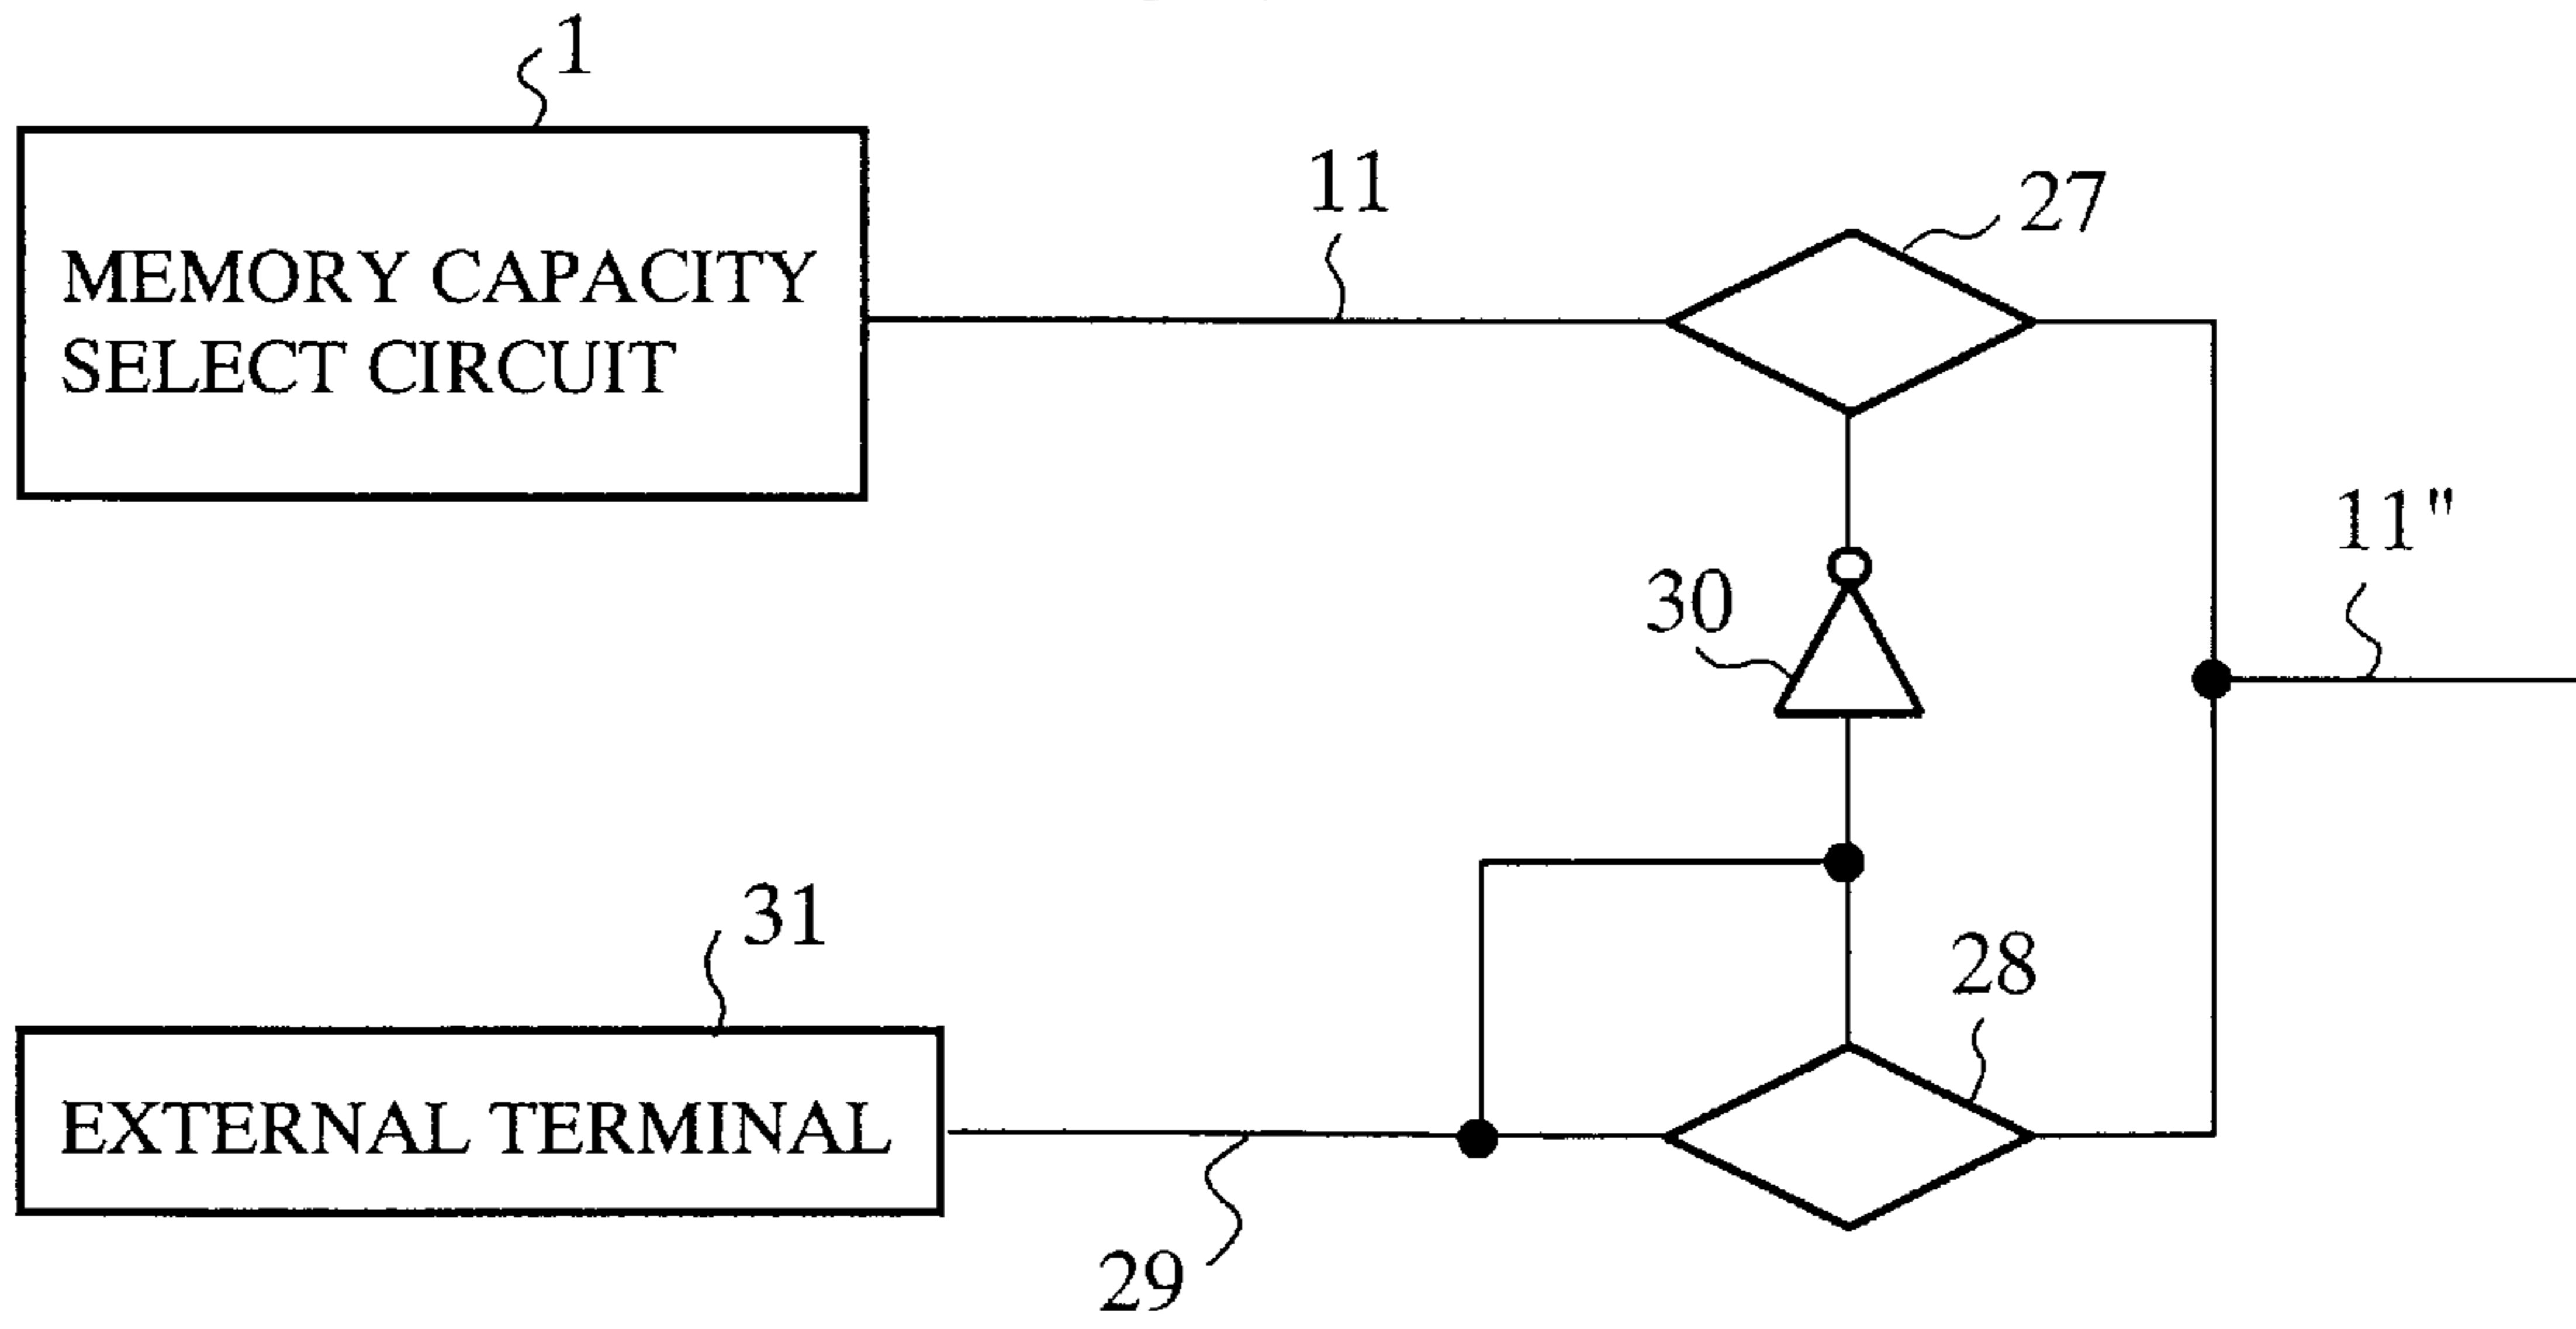 1
MEMORY CAPACITY
SELECT CIRCUIT
11
27
30
11"
31
EXTERNAL TERMINAL
28
29